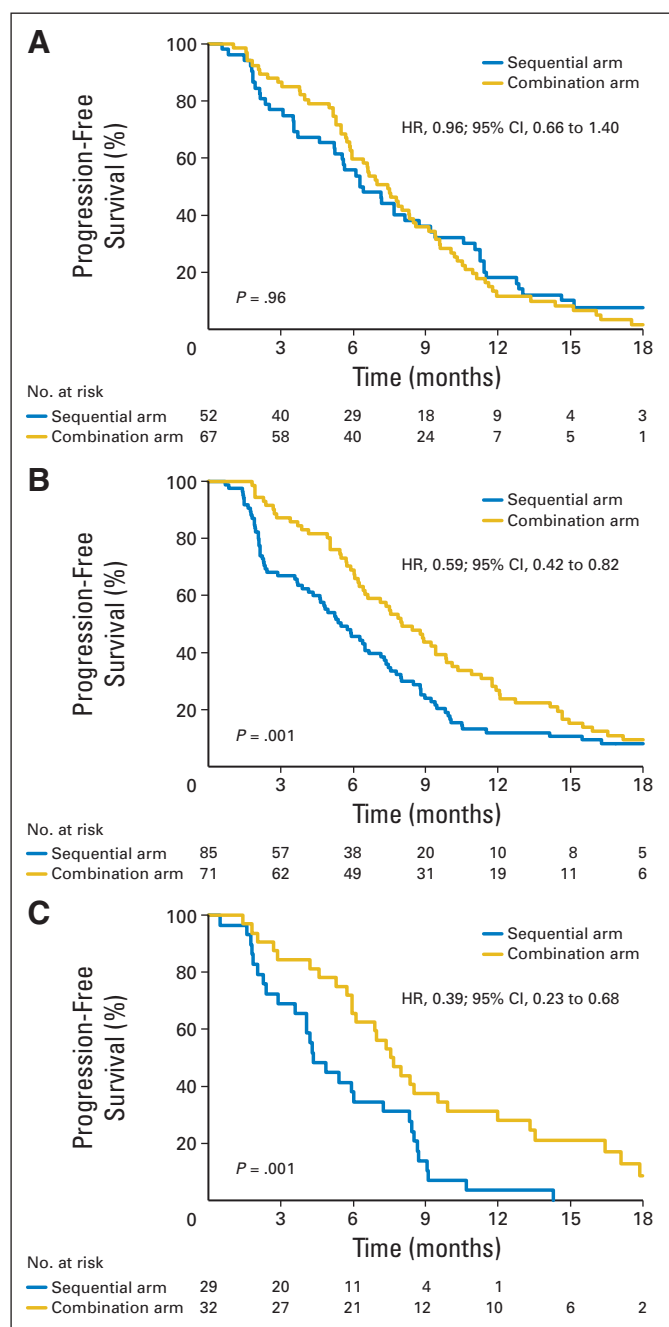 A
100
80
60
40
20
0
Progression-Free
Survival (%)
Sequential arm
Combination arm
HR, 0.96; 95% CI, 0.66 to 1.40
P = .96
3 6 9 12 15 18
Time (months)
No. at risk
Sequential arm 52 40 29 18 9 4 3
Combination arm 67 58 40 24 7 5 1
B
100
80
60
40
20
0
Progression-Free
Survival (%)
Sequential arm
Combination arm
HR, 0.59; 95% CI, 0.42 to 0.82
P = .001
3 6 9 12 15 18
Time (months)
No. at risk
Sequential arm 85 57 38 20 10 8 5
Combination arm 71 62 49 31 19 11 6
C
100
80
60
40
20
0
Progression-Free
Survival (%)
Sequential arm
Combination arm
HR, 0.39; 95% CI, 0.23 to 0.68
P = .001
3 6 9 12 15 18
Time (months)
No. at risk
Sequential arm 29 20 11 4 1
Combination arm 32 27 21 12 10 6 2